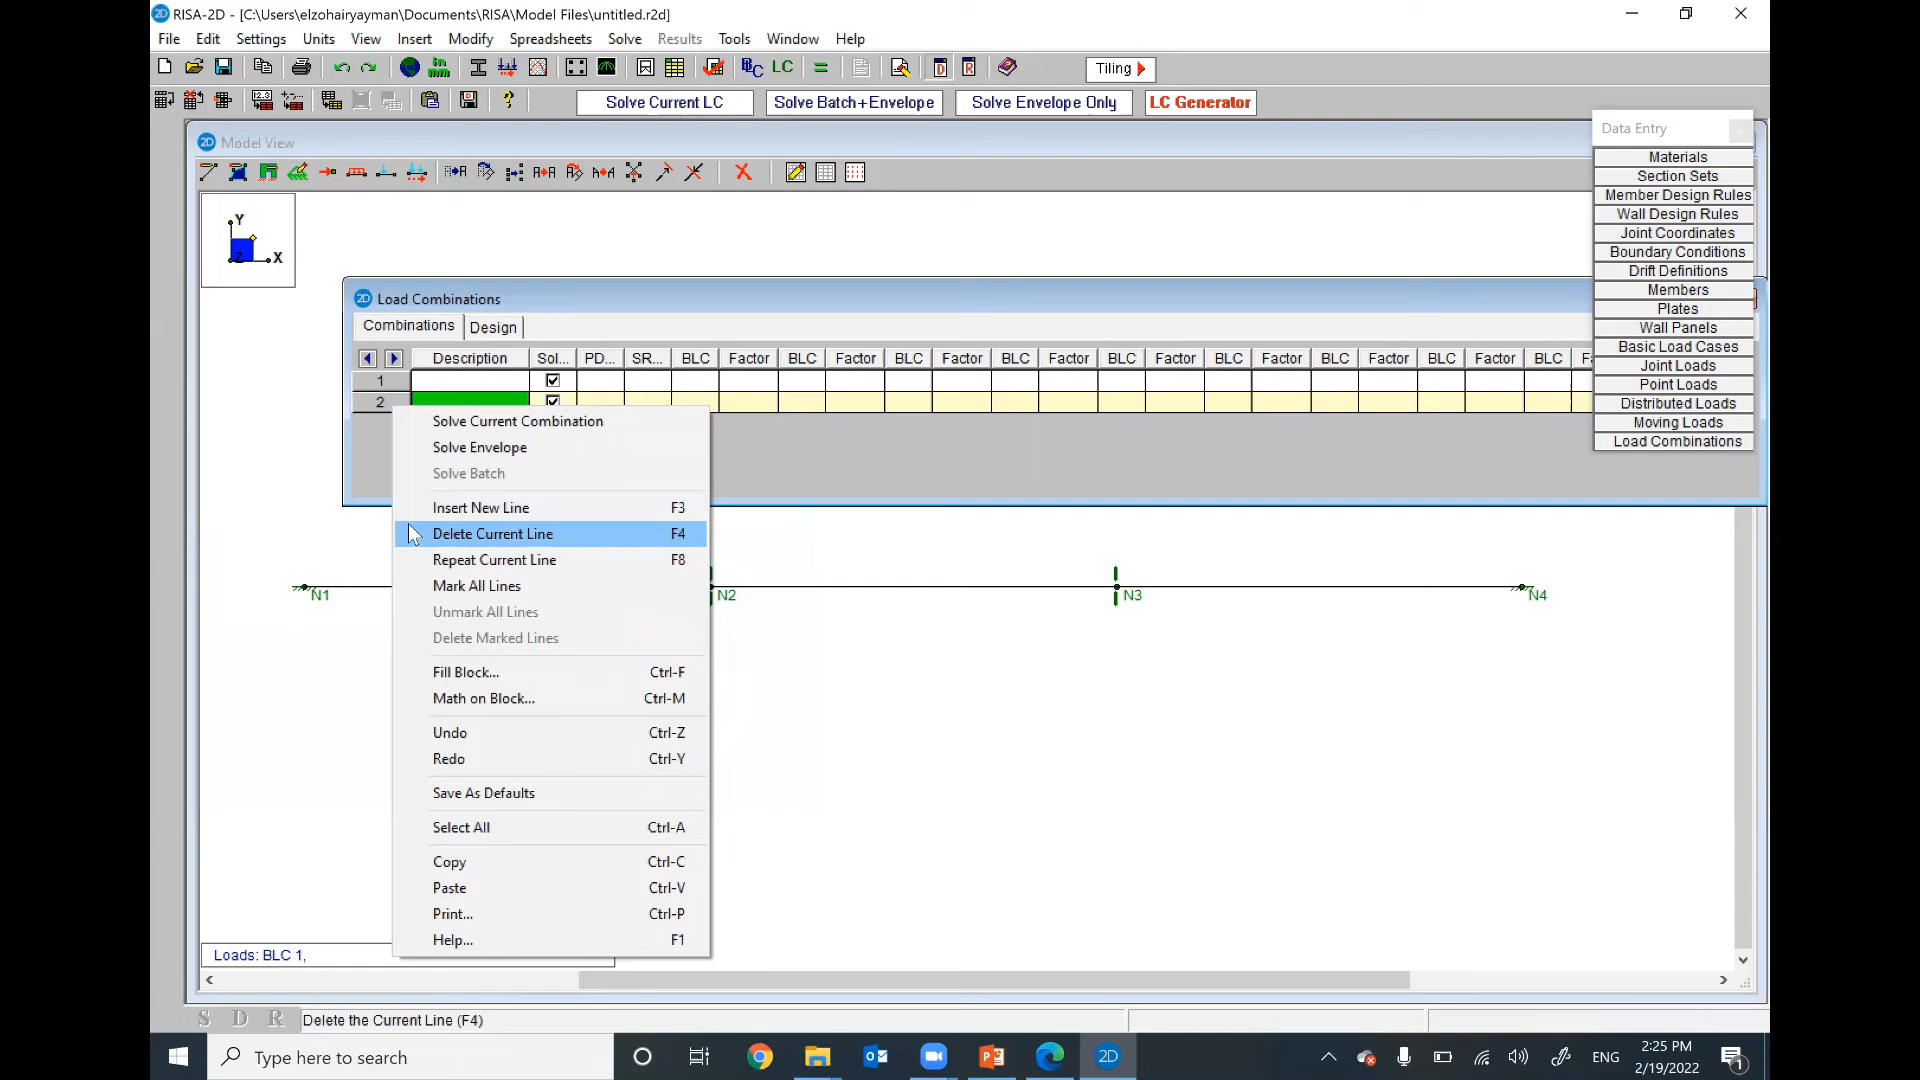 RISA-2D - [C:\Users\elzohairyayman\Documents\RISA\Model Files\untitled.r2d]
File Edit Settings Units View Insert Modify Spreadsheets Solve Results Tools Window Help
BC LC = D R Tiling
Solve Current LC Solve Batch+Envelope Solve Envelope Only LC Generator
Model View
Data Entry
Materials
Section Sets
Member Design Rules
Wall Design Rules
Joint Coordinates
Boundary Conditions
Drift Definitions
Members
Plates
Wall Panels
Basic Load Cases
Joint Loads
Point Loads
Distributed Loads
Moving Loads
Load Combinations
Y
Z X
2D Load Combinations
Combinations Design
Description Sol... PD... SR... BLC Factor BLC Factor BLC Factor BLC Factor BLC Factor BLC Factor BLC Factor BLC Factor BLC F
1
2
Solve Current Combination
Solve Envelope
Solve Batch
Insert New Line F3
Delete Current Line F4
Repeat Current Line F8
Mark All Lines
Unmark All Lines
Delete Marked Lines
Fill Block... Ctrl-F
Math on Block... Ctrl-M
Undo Ctrl-Z
Redo Ctrl-Y
Save As Defaults
Select All Ctrl-A
Copy Ctrl-C
Paste Ctrl-V
Print... Ctrl-P
Help... F1
N1 N2 N3 N4
Loads: BLC 1,
S D R Delete the Current Line (F4)
Type here to search
2D
ENG
2:25 PM
2/19/2022
1